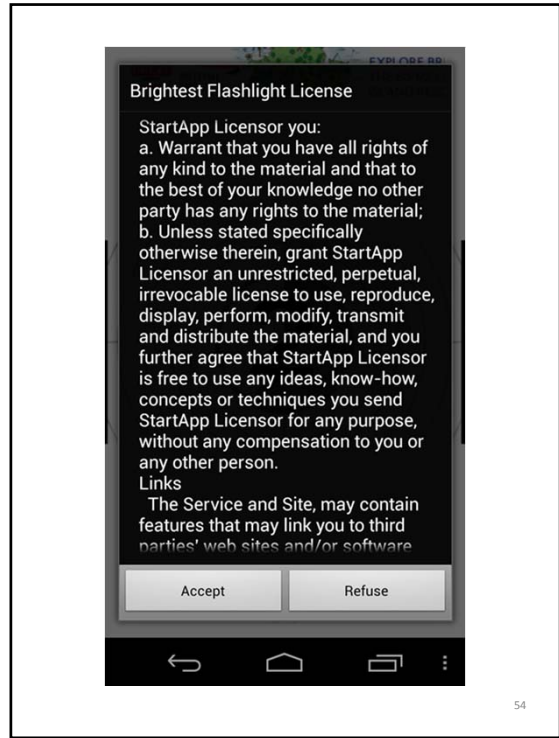 EXPLORE BR
Brightest Flashlight License
StartApp Licensor you:
a. Warrant that you have all rights of
any kind to the material and that to
the best of your knowledge no other
party has any rights to the material;
b. Unless stated specifically
otherwise therein, grant StartApp
Licensor an unrestricted, perpetual,
irrevocable license to use, reproduce,
display, perform, modify, transmit
and distribute the material, and you
further agree that StartApp Licensor
is free to use any ideas, know-how,
concepts or techniques you send
StartApp Licensor for any purpose,
without any compensation to you or
any other person.
Links
The Service and Site, may contain
features that may link you to third
parties' web sites and/or software
Accept
Refuse
54